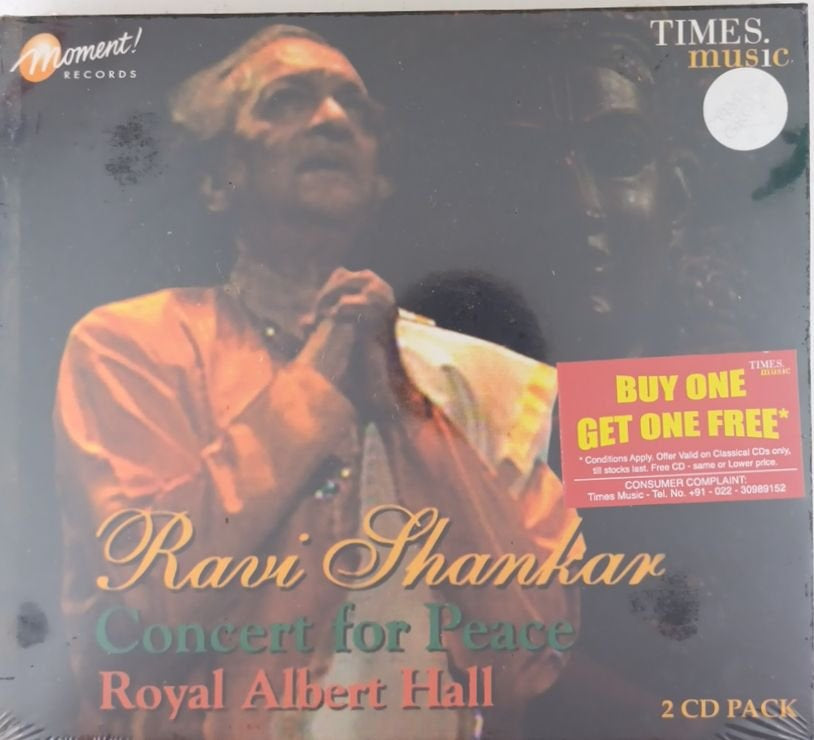 Moment!
RECORDS
TIMES.
music
TIMES.
music
BUY ONE
GET ONE FREE*
* Conditions Apply. Offer Valid on Classical CDs only,
till stocks last. Free CD - same or Lower price.
CONSUMER COMPLAINT:
Times Music - Tel. No. +91 - 022 - 30989152
Ravi Shankar
Concert for Peace
Royal Albert Hall
2 CD PACK